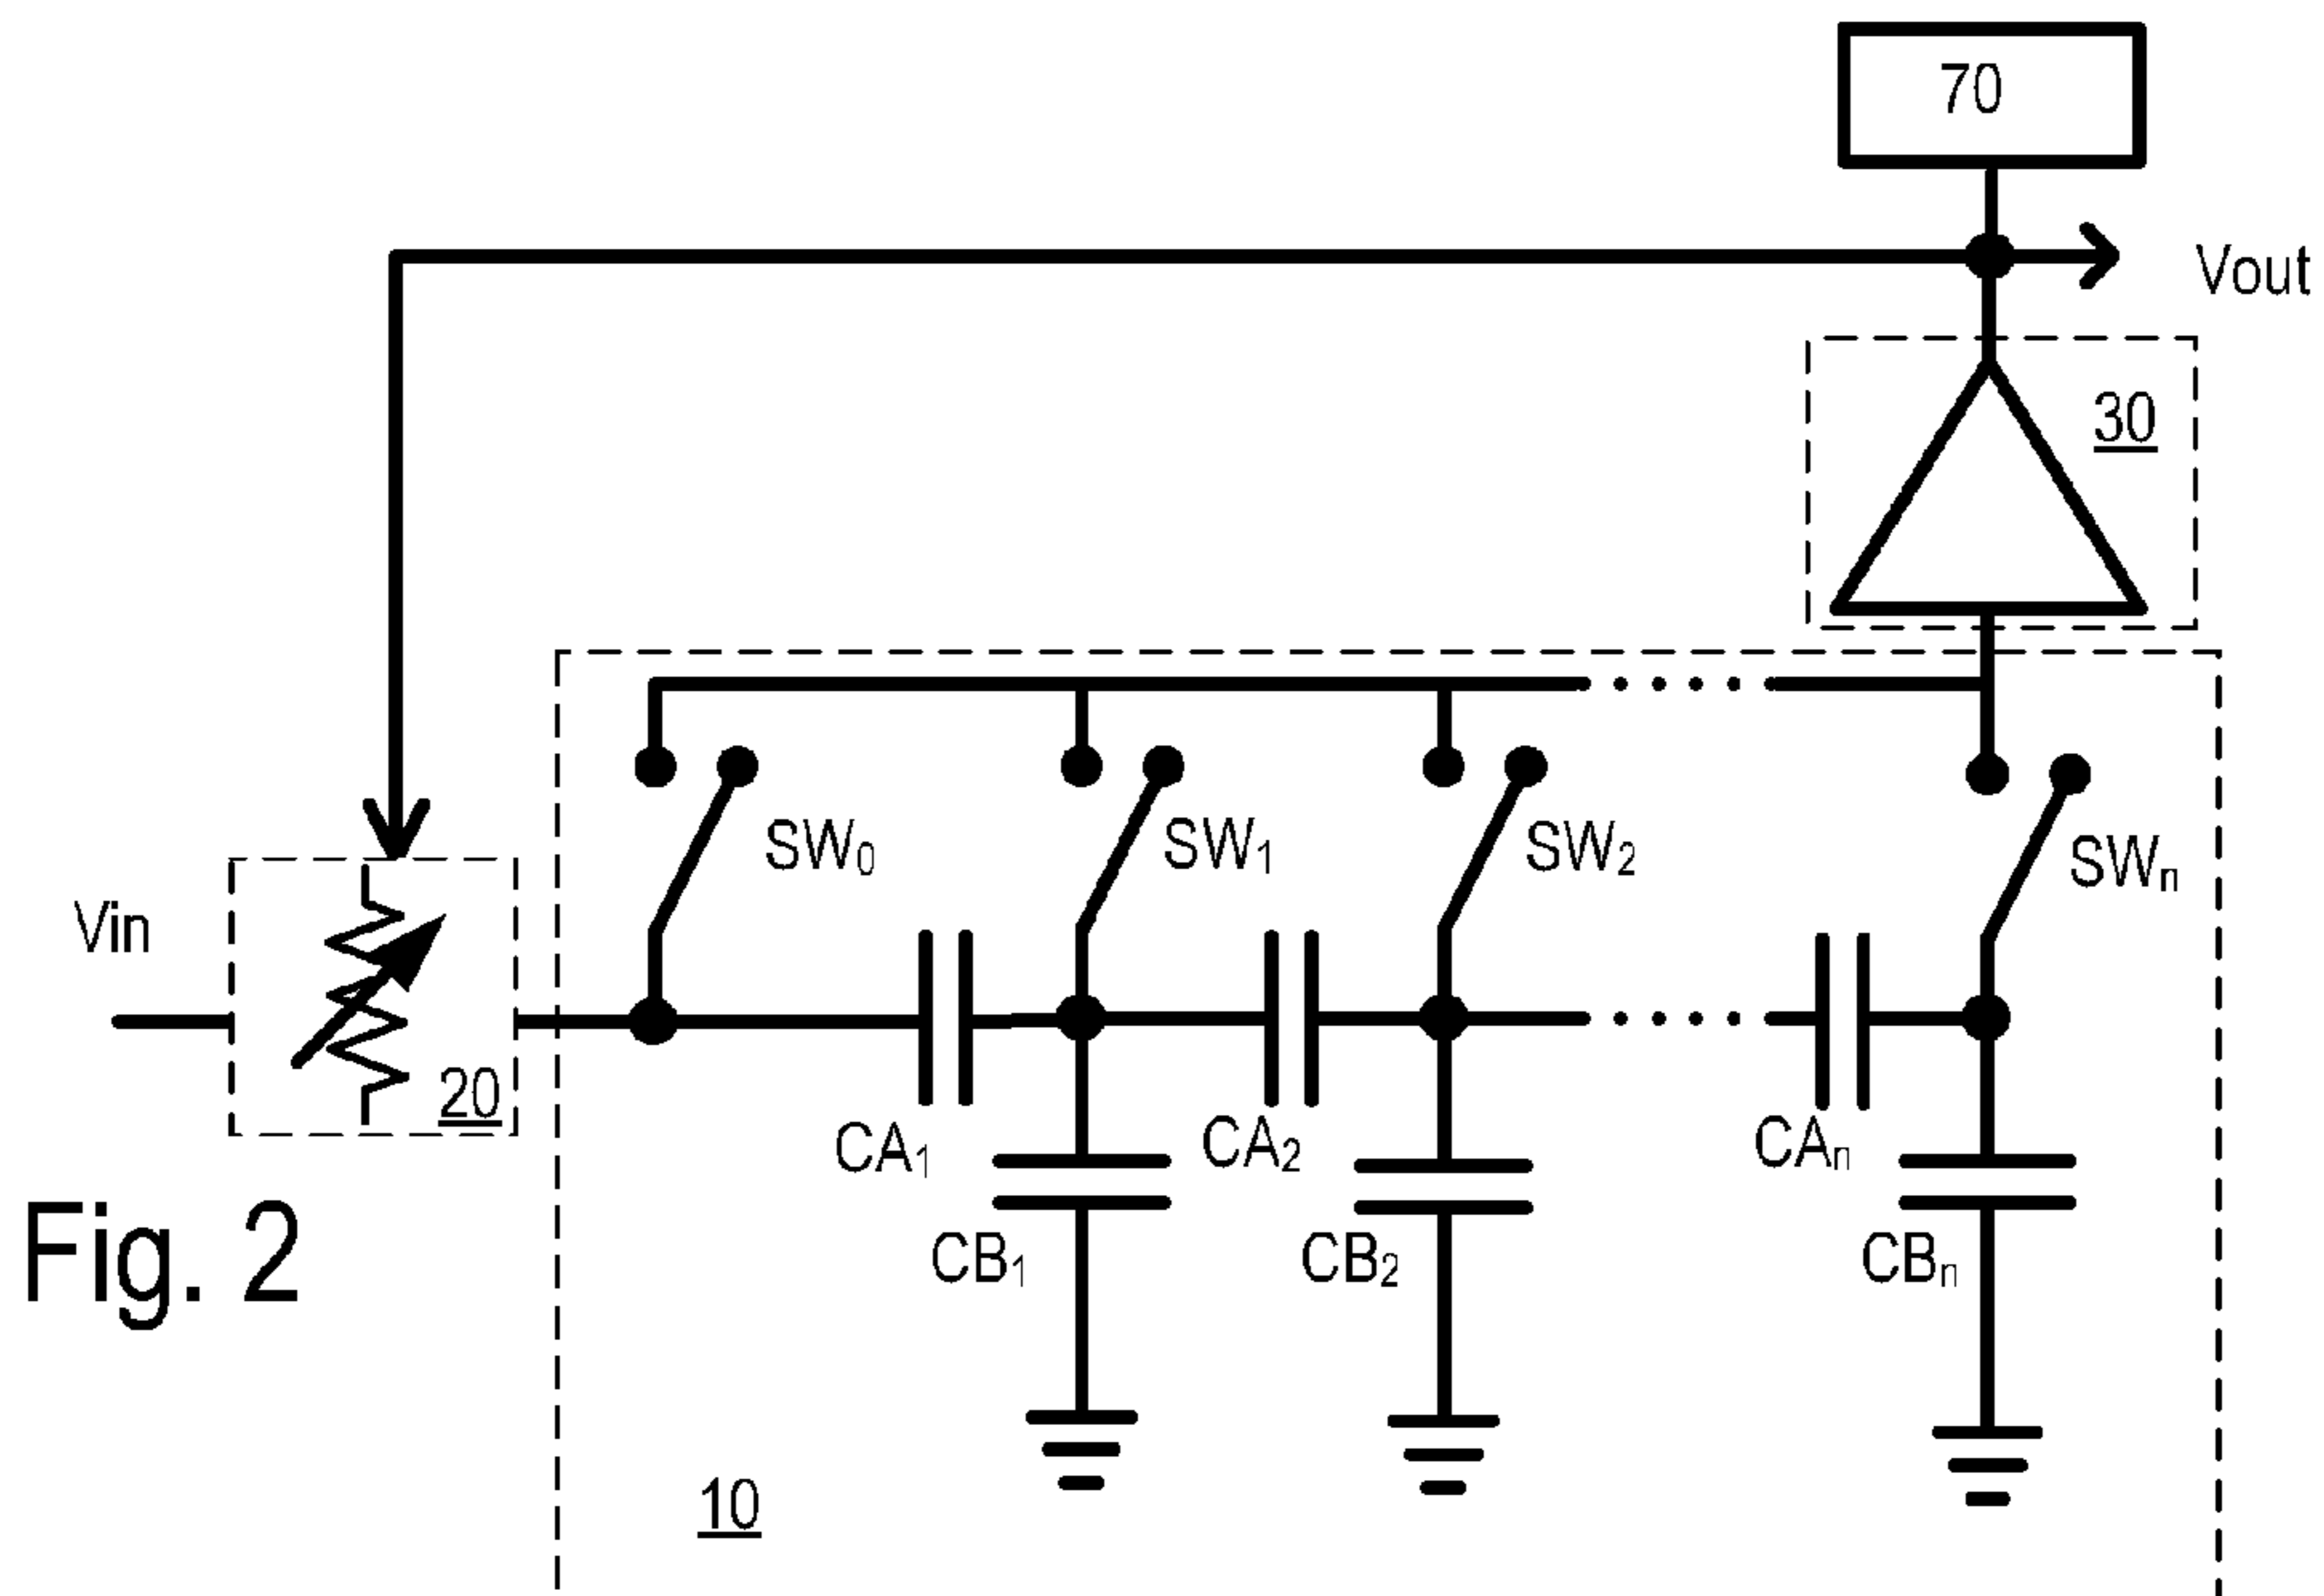 70
Vout
30
SW0
SW1
SW2
SWn
Vin
20
CA1
CA2
CAn
CB1
CB2
CBn
Fig. 2
10